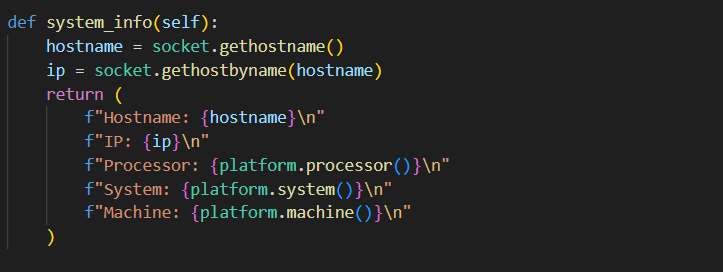 def system_info(self):
    hostname = socket.gethostname()
    ip = socket.gethostbyname(hostname)
    return (
        f"Hostname: {hostname}\n"
        f"IP: {ip}\n"
        f"Processor: {platform.processor()}\n"
        f"System: {platform.system()}\n"
        f"Machine: {platform.machine()}\n"
    )